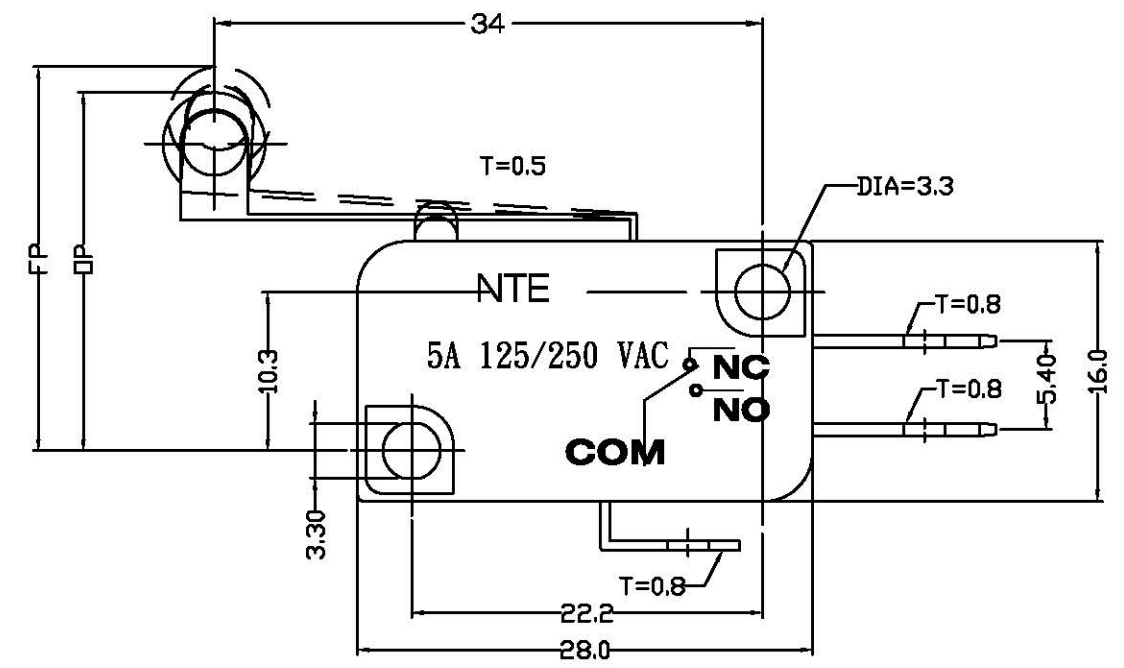 34
T=0.5
DIA=3.3
FP
OP
NTE
T=0.8
10.3
5A 125/250 VAC
NC
5.40
16.0
T=0.8
NO
COM
3.30
T=0.8
22.2
28.0